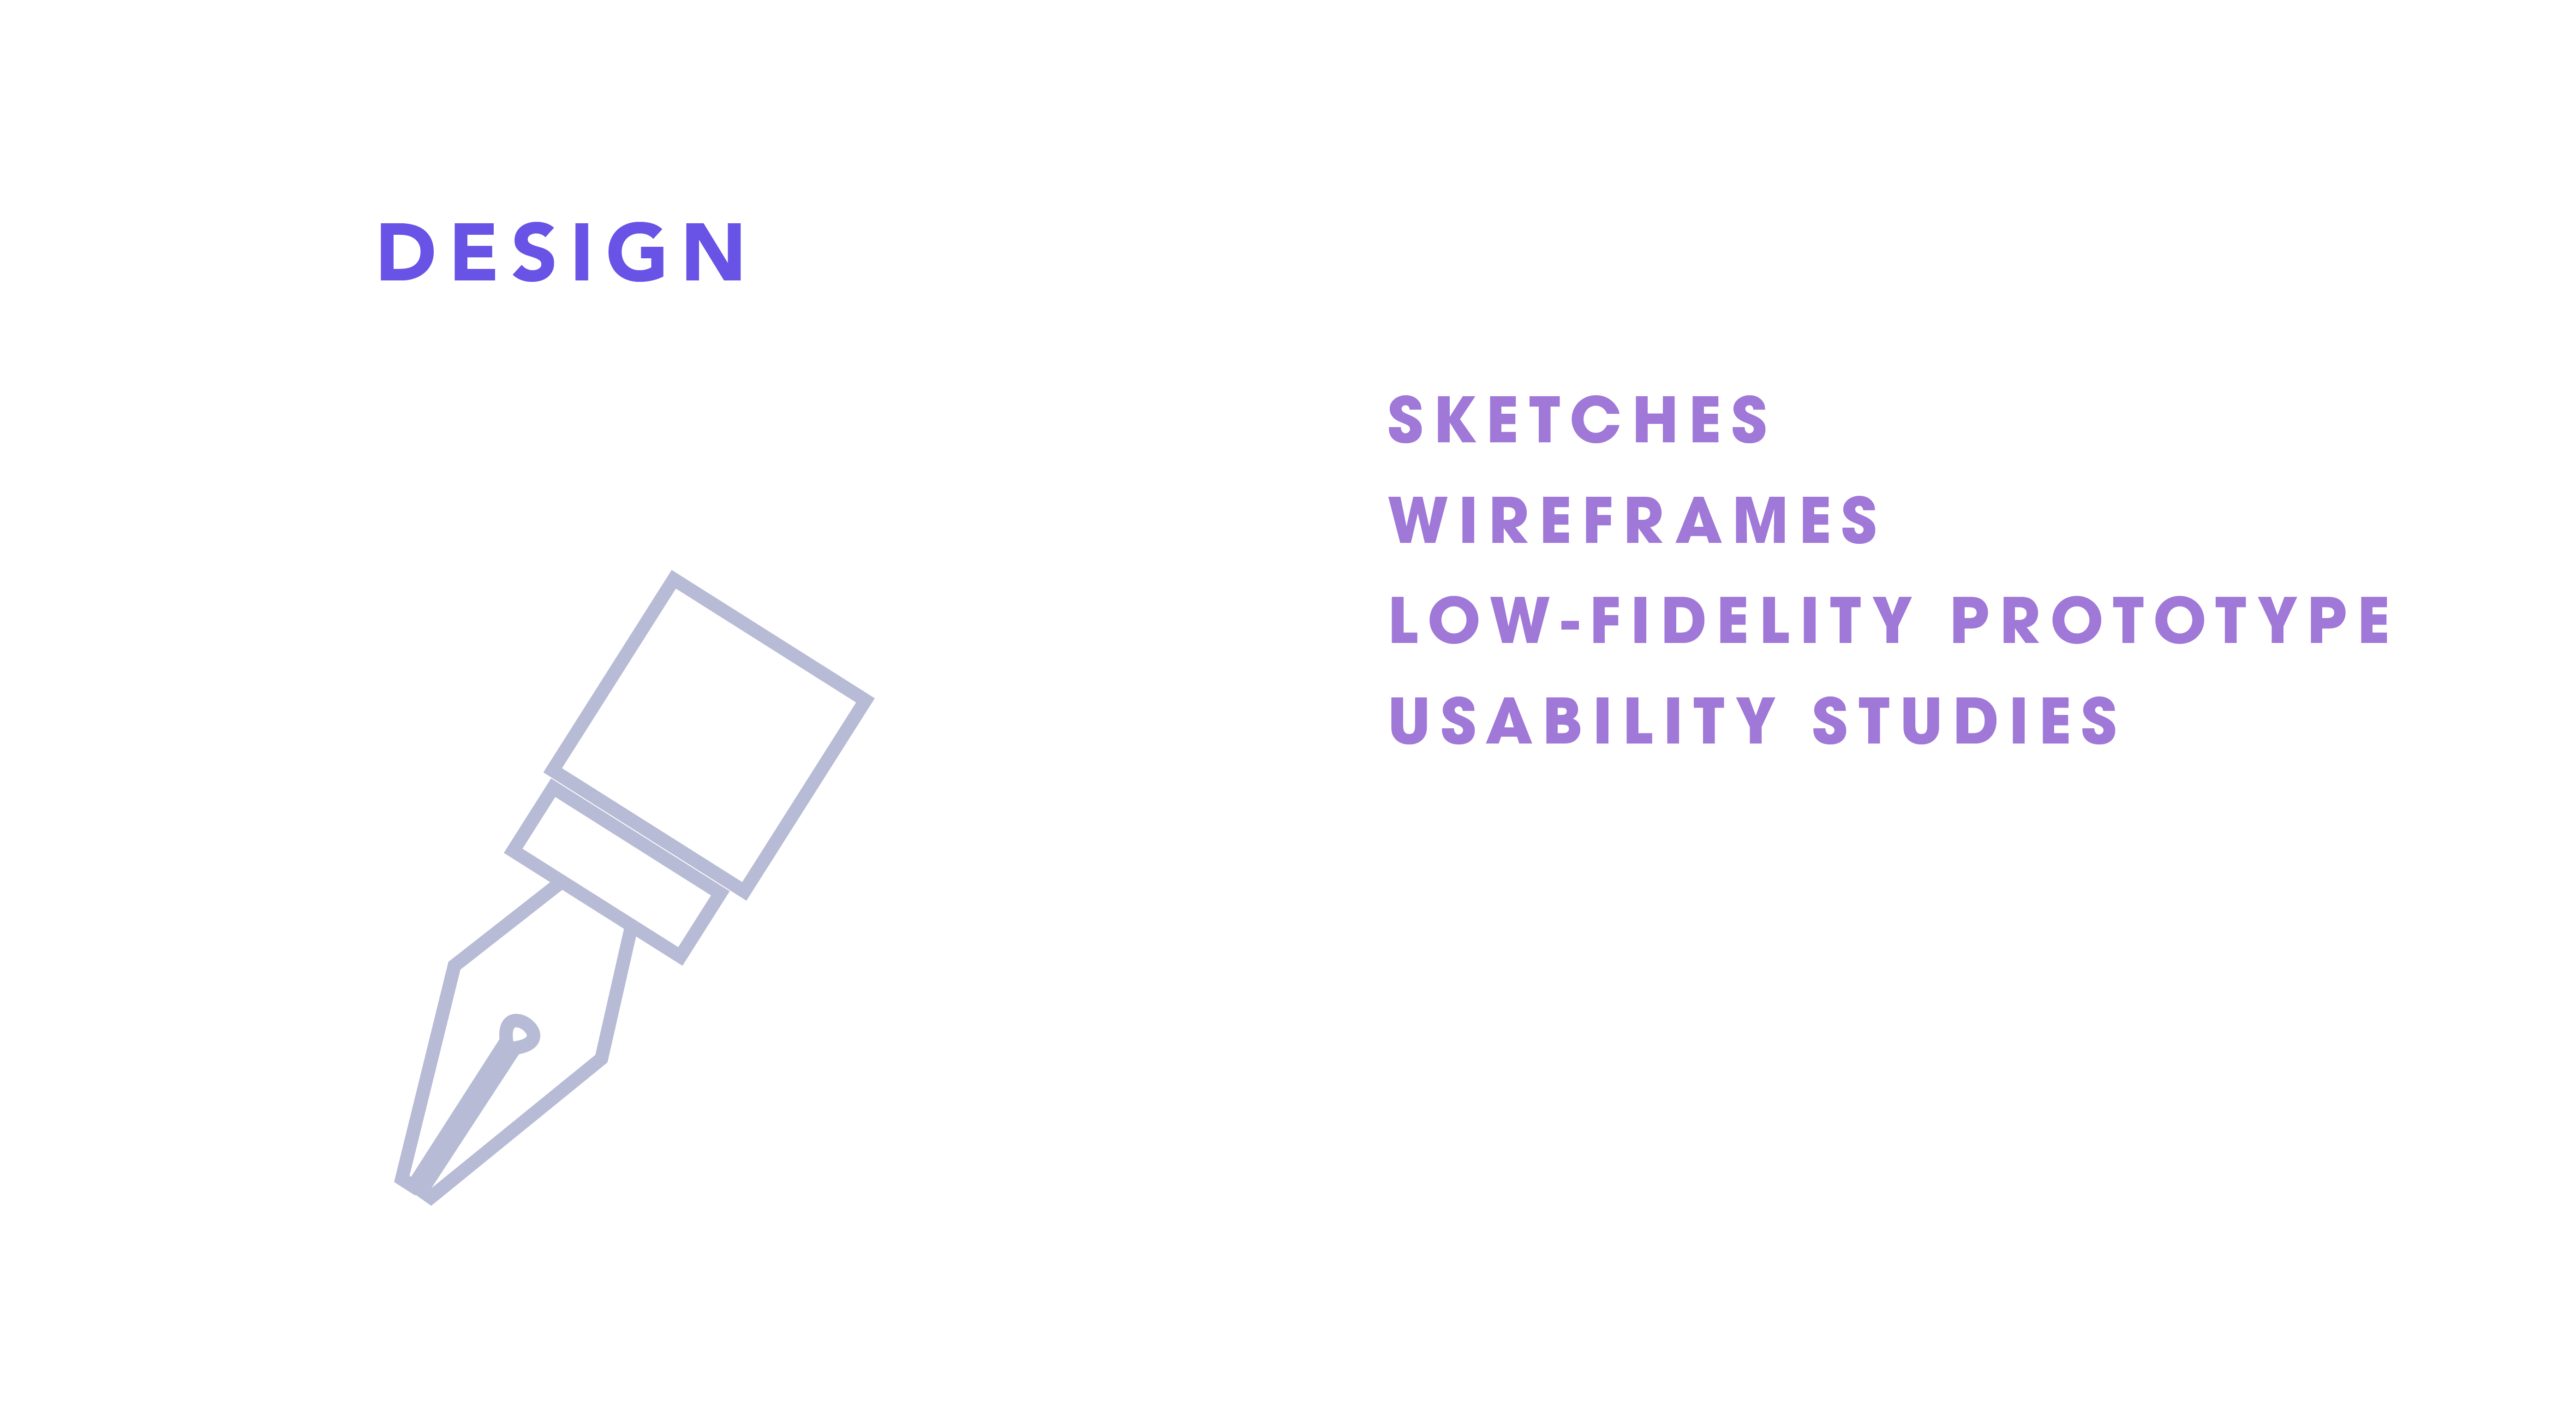 DESIGN
SKETCHES
WIREFRAMES
LOW-FIDELITY PROTOTYPE
USABILITY STUDIES